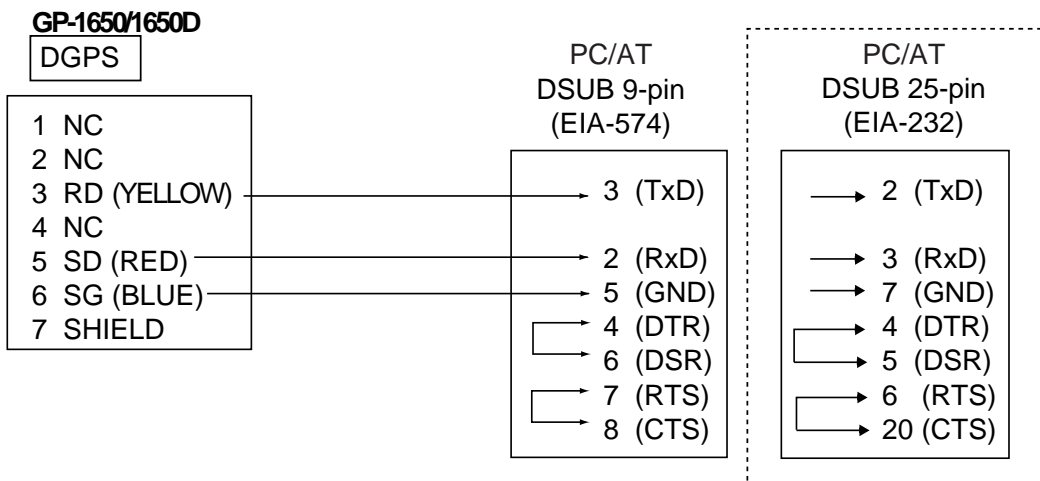 GP-1650/1650D
DGPS
1 NC
2 NC
3 RD (YELLOW)
4 NC
5 SD (RED)
6 SG (BLUE)
7 SHIELD
PC/AT
DSUB 9-pin
(EIA-574)
3 (TxD)
2 (RxD)
5 (GND)
4 (DTR)
6 (DSR)
7 (RTS)
8 (CTS)
PC/AT
DSUB 25-pin
(EIA-232)
2 (TxD)
3 (RxD)
7 (GND)
4 (DTR)
5 (DSR)
6 (RTS)
20 (CTS)